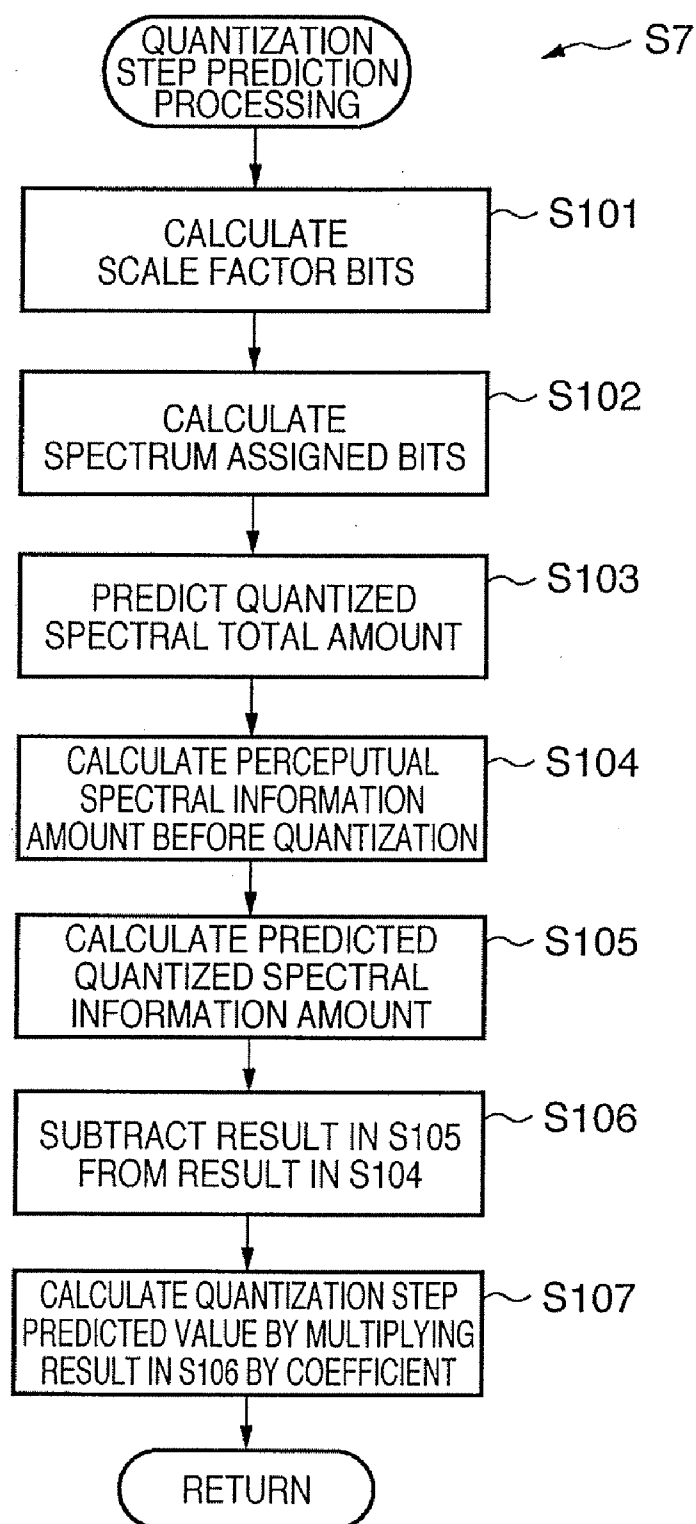 QUANTIZATION
STEP PREDICTION
PROCESSING
S7
CALCULATE
SCALE FACTOR BITS
S101
CALCULATE
SPECTRUM ASSIGNED BITS
S102
PREDICT QUANTIZED
SPECTRAL TOTAL AMOUNT
S103
CALCULATE PERCEPUTUAL
SPECTRAL INFORMATION
AMOUNT BEFORE QUANTIZATION
S104
CALCULATE PREDICTED
QUANTIZED SPECTRAL
INFORMATION AMOUNT
S105
SUBTRACT RESULT IN S105
FROM RESULT IN S104
S106
CALCULATE QUANTIZATION STEP
PREDICTED VALUE BY MULTIPLYING
RESULT IN S106 BY COEFFICIENT
S107
RETURN